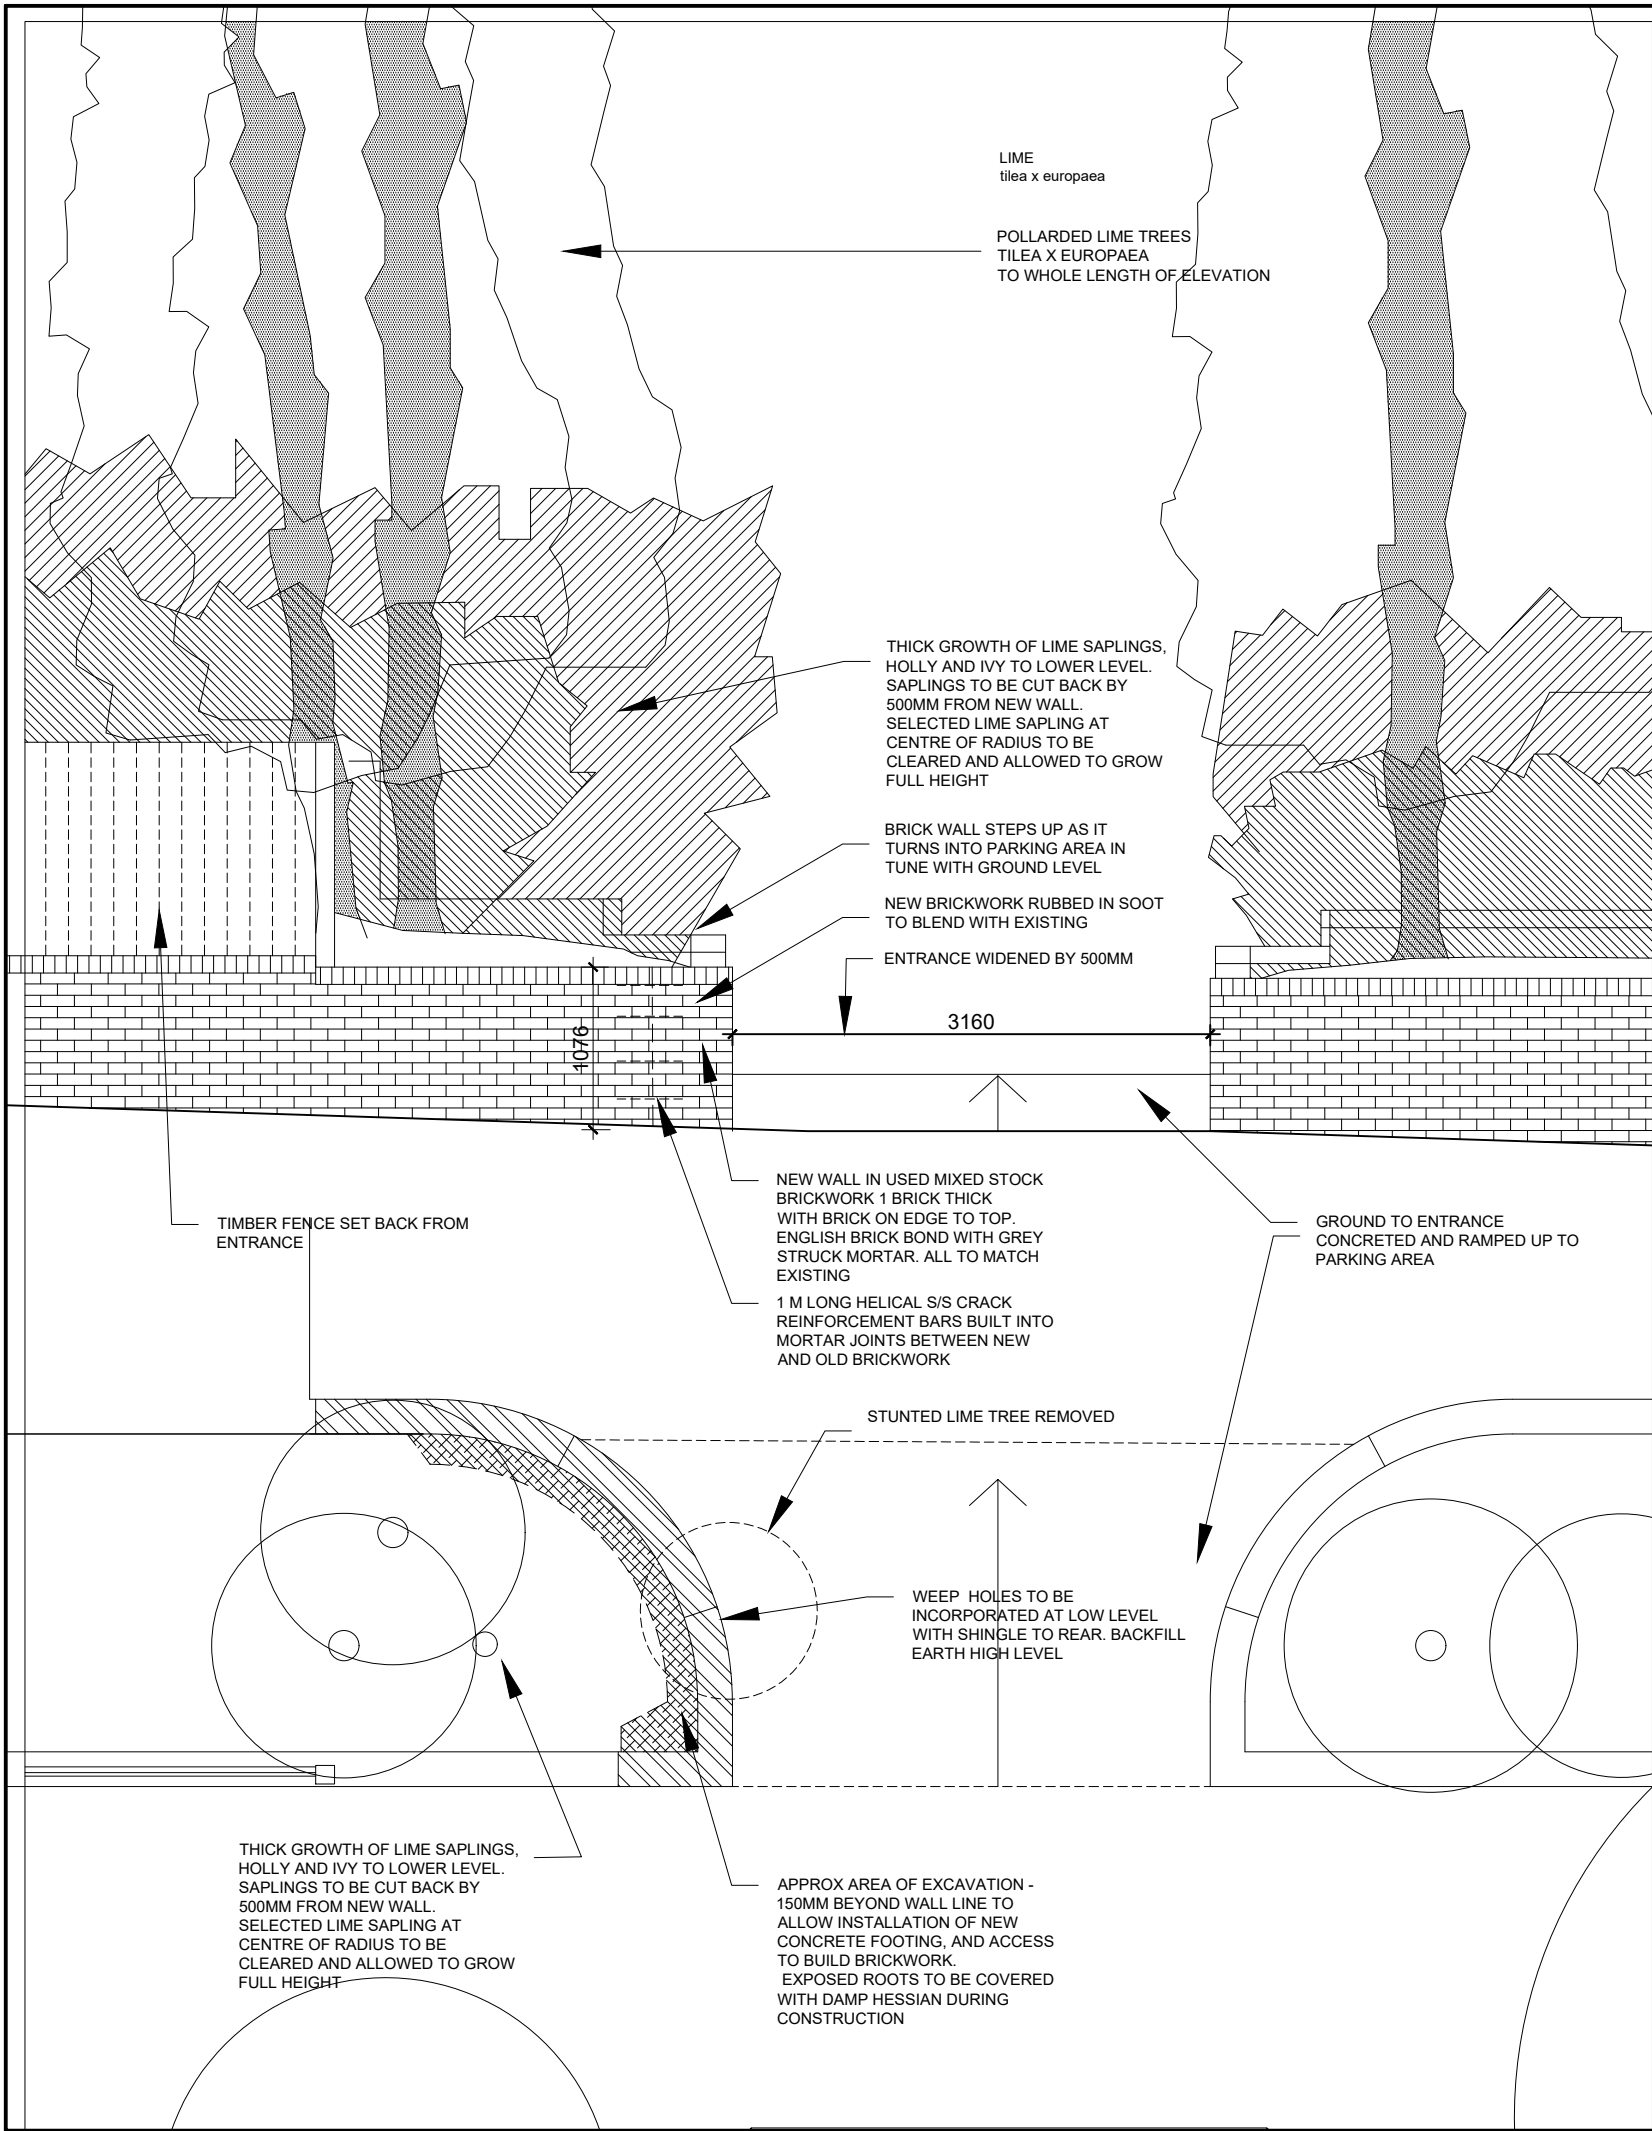 LIME
tilea x europaea
POLLARDED LIME TREES
TILEA X EUROPAEA
TO WHOLE LENGTH OF ELEVATION
THICK GROWTH OF LIME SAPLINGS,
HOLLY AND IVY TO LOWER LEVEL.
SAPLINGS TO BE CUT BACK BY
500MM FROM NEW WALL.
SELECTED LIME SAPLING AT
CENTRE OF RADIUS TO BE
CLEARED AND ALLOWED TO GROW
FULL HEIGHT
BRICK WALL STEPS UP AS IT
TURNS INTO PARKING AREA IN
TUNE WITH GROUND LEVEL
NEW BRICKWORK RUBBED IN SOOT
TO BLEND WITH EXISTING
ENTRANCE WIDENED BY 500MM
3160
1076
NEW WALL IN USED MIXED STOCK
BRICKWORK 1 BRICK THICK
WITH BRICK ON EDGE TO TOP.
ENGLISH BRICK BOND WITH GREY
STRUCK MORTAR. ALL TO MATCH
EXISTING
TIMBER FENCE SET BACK FROM
ENTRANCE
GROUND TO ENTRANCE
CONCRETED AND RAMPED UP TO
PARKING AREA
1 M LONG HELICAL S/S CRACK
REINFORCEMENT BARS BUILT INTO
MORTAR JOINTS BETWEEN NEW
AND OLD BRICKWORK
STUNTED LIME TREE REMOVED
WEEP HOLES TO BE
INCORPORATED AT LOW LEVEL
WITH SHINGLE TO REAR. BACKFILL
EARTH HIGH LEVEL
THICK GROWTH OF LIME SAPLINGS,
HOLLY AND IVY TO LOWER LEVEL.
SAPLINGS TO BE CUT BACK BY
500MM FROM NEW WALL.
SELECTED LIME SAPLING AT
CENTRE OF RADIUS TO BE
CLEARED AND ALLOWED TO GROW
FULL HEIGHT
APPROX AREA OF EXCAVATION -
150MM BEYOND WALL LINE TO
ALLOW INSTALLATION OF NEW
CONCRETE FOOTING, AND ACCESS
TO BUILD BRICKWORK.
EXPOSED ROOTS TO BE COVERED
WITH DAMP HESSIAN DURING
CONSTRUCTION